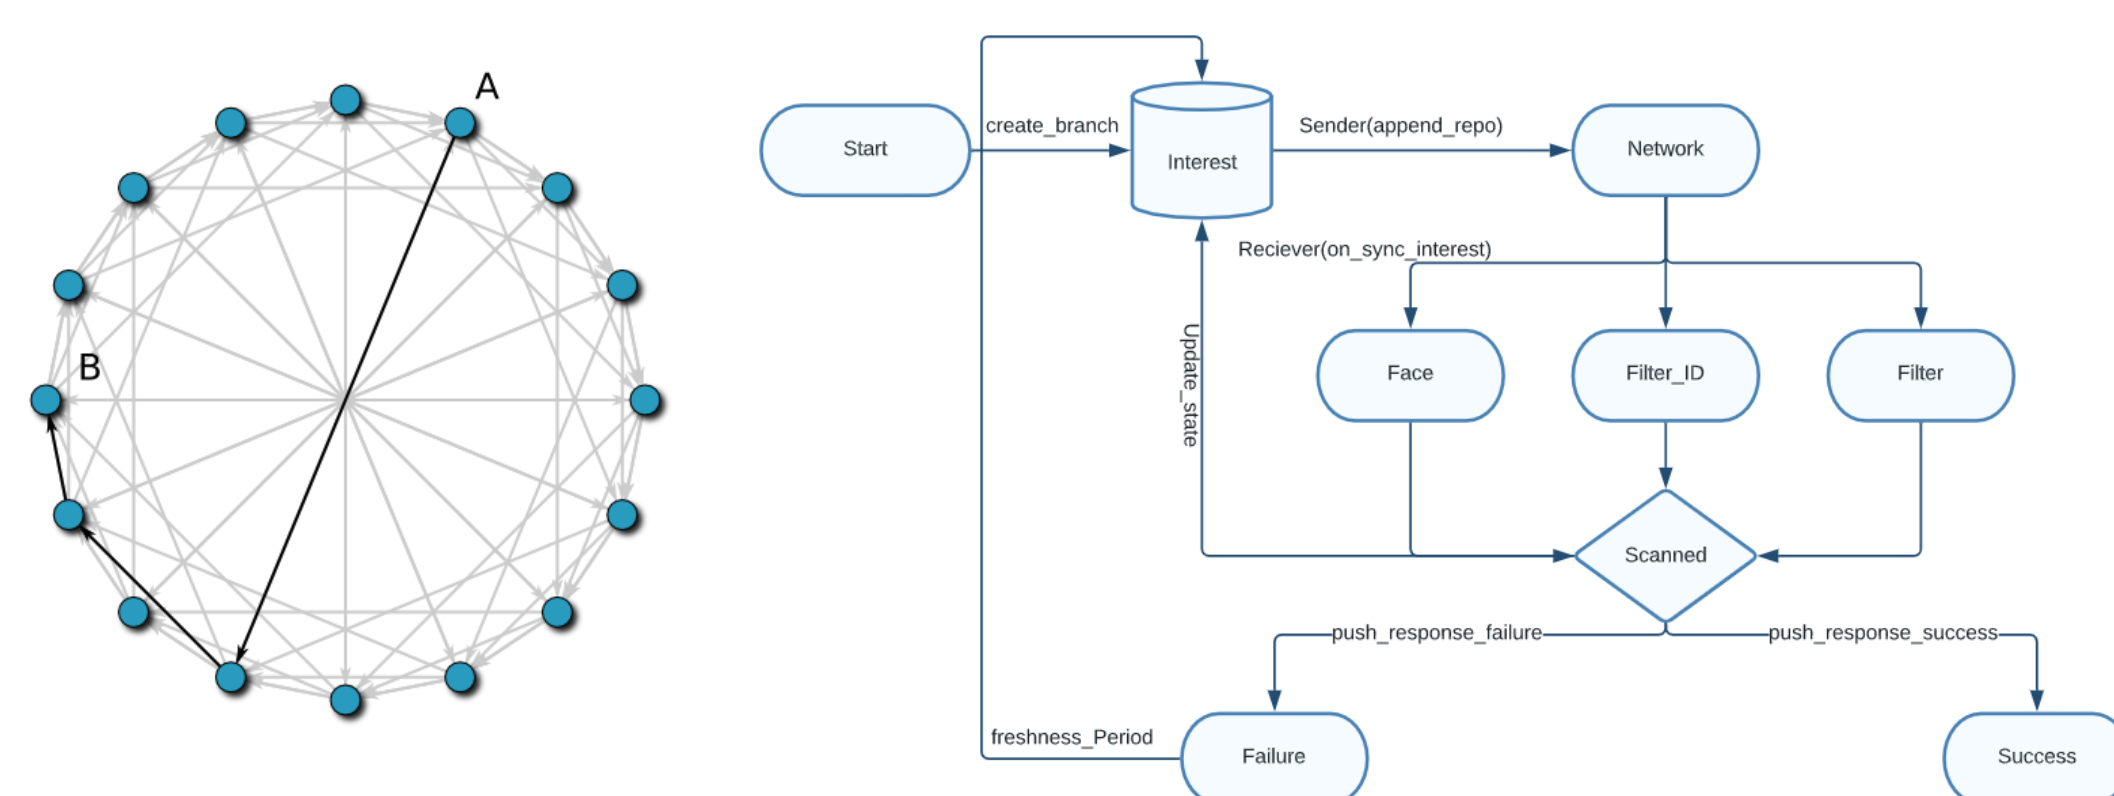 A
B
Start
create_branch
Interest
Sender(append_repo)
Network
Reciever(on_sync_interest)
Update_state
Face
Filter_ID
Filter
Scanned
push_response_failure
push_response_success
freshness_Period
Failure
Success